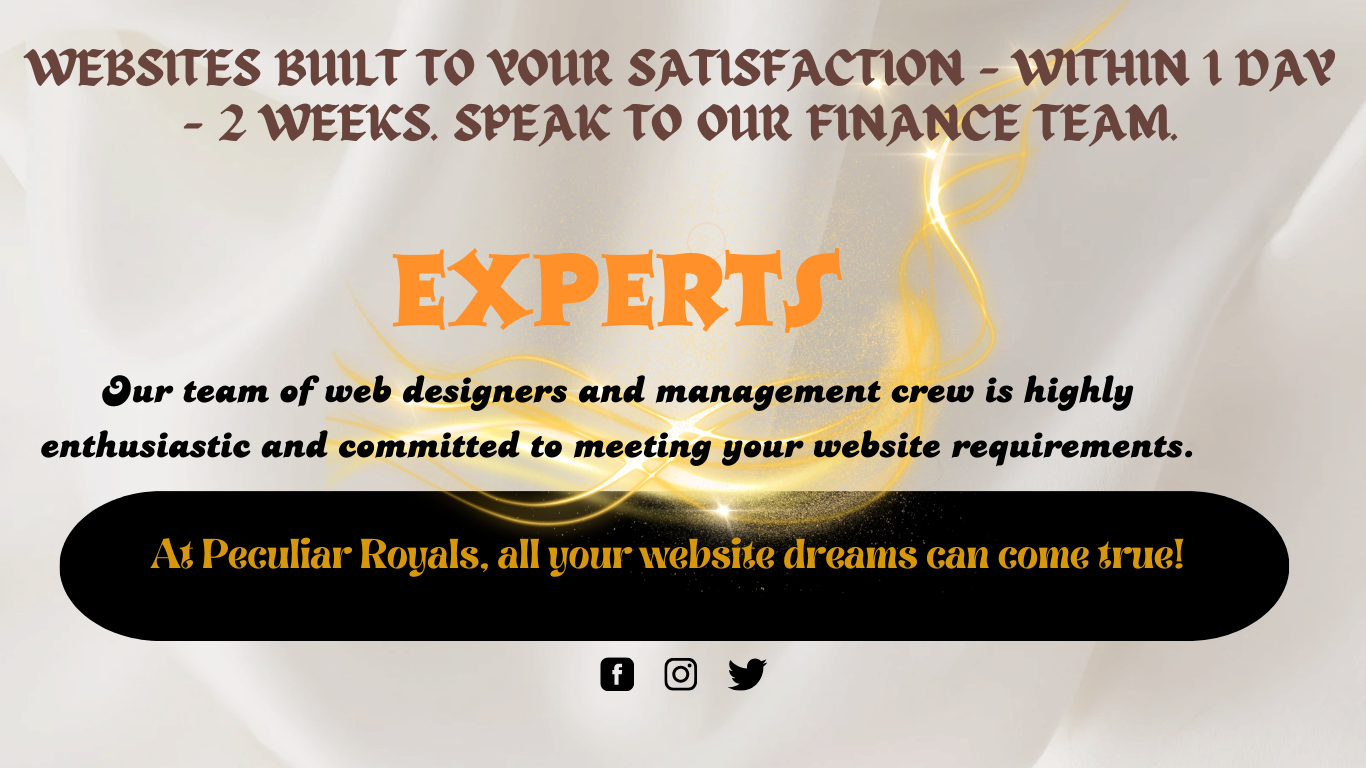 WEBSITES BUILT TO YOUR SATISFACTION - WITHIN 1 DAY
- 2 WEEKS. SPEAK TO OUR FINANCE TEAM.
EXPERTS
Our team of web designers and management crew is highly
enthusiastic and committed to meeting your website requirements.
At Peculiar Royals, all your website dreams can come true!